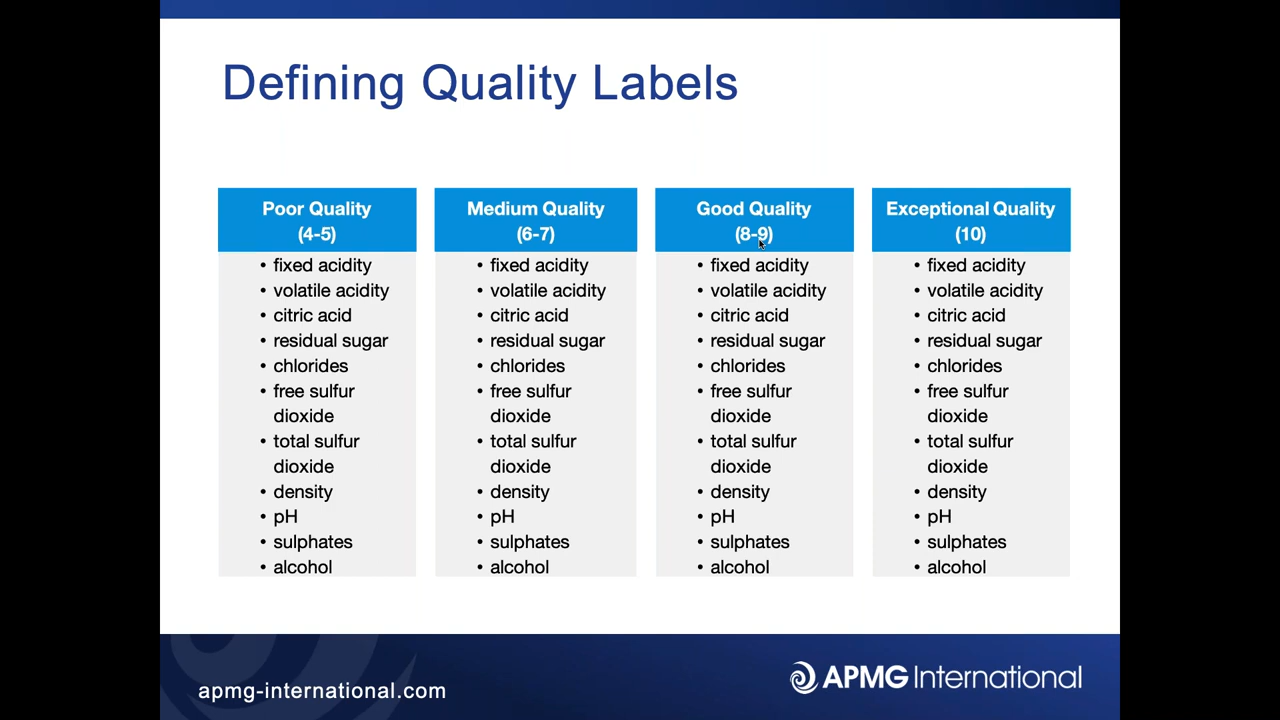 Defining Quality Labels
Poor Quality
(4-5)
• fixed acidity
• volatile acidity
• citric acid
• residual sugar
• chlorides
• free sulfur
dioxide
• total sulfur
dioxide
• density
• pH
• sulphates
• alcohol
Medium Quality
(6-7)
• fixed acidity
• volatile acidity
• citric acid
• residual sugar
• chlorides
• free sulfur
dioxide
• total sulfur
dioxide
• density
• pH
• sulphates
• alcohol
Good Quality
(8-9)
• fixed acidity
• volatile acidity
• citric acid
• residual sugar
• chlorides
• free sulfur
dioxide
• total sulfur
dioxide
• density
• pH
• sulphates
• alcohol
Exceptional Quality
(10)
• fixed acidity
• volatile acidity
• citric acid
• residual sugar
• chlorides
• free sulfur
dioxide
• total sulfur
dioxide
• density
• pH
• sulphates
• alcohol
apmg-international.com
APMG International